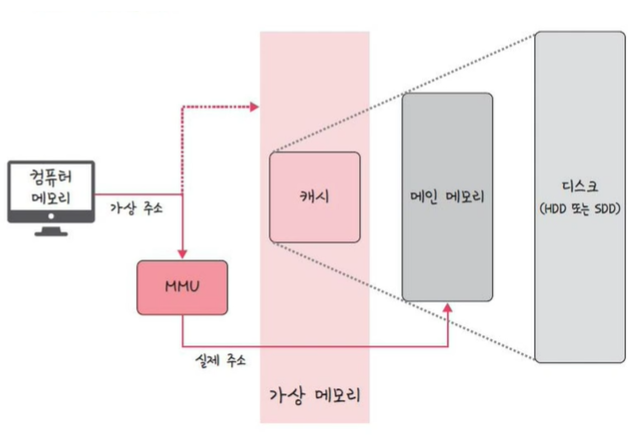 컴퓨터
메모리
가상 주소
MMU
실제 주소
캐시
가상 메모리
메인 메모리
디스크
(HDD 또는 SDD)